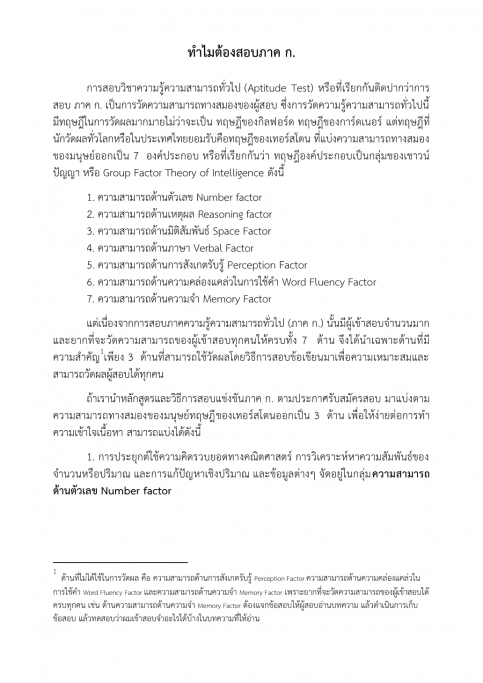 ทำไมต้องสอบภาค ก.
การสอบวิชาความรู้ความสามารถทั่วไป (Aptitude Test) หรือที่เรียกกันติดปากว่าการ
สอบ ภาค ก. เป็นการวัดความสามารถทางสมองของผู้สอบ ซึ่งการวัดความรู้ความสามารถทั่วไปนี้
มีทฤษฎีในการวัดผลมากมายไม่ว่าจะเป็น ทฤษฎีของกิลฟอร์ด ทฤษฎีของการ์ดเนอร์ แต่ทฤษฎีที่
นักวัดผลทั่วโลกหรือในประเทศไทยยอมรับคือทฤษฎีของเทอร์สโตน ที่แบ่งความสามารถทางสมอง
ของมนุษย์ออกเป็น 7 องค์ประกอบ หรือที่เรียกกันว่า ทฤษฎีองค์ประกอบเป็นกลุ่มของเชาวน์
ปัญญา หรือ Group Factor Theory of Intelligence ดังนี้
1. ความสามารถด้านตัวเลข Number factor
2. ความสามารถด้านเหตุผล Reasoning factor
3. ความสามารถด้านมิติสัมพันธ์ Space Factor
4. ความสามารถด้านภาษา Verbal Factor
5. ความสามารถด้านการสังเกตรับรู้ Perception Factor
6. ความสามารถด้านความคล่องแคล่วในการใช้คำ Word Fluency Factor
7. ความสามารถด้านความจำ Memory Factor
แต่เนื่องจากการสอบภาคความรู้ความสามารถทั่วไป (ภาค ก.) นั้นมีผู้เข้าสอบจำนวนมาก
และยากที่จะวัดความสามารถของผู้เข้าสอบทุกคนให้ครบทั้ง 7 ด้าน จึงได้นำเฉพาะด้านที่มี
ความสำคัญ1เพียง 3 ด้านที่สามารถใช้วัดผลโดยวิธีการสอบข้อเขียนมาเพื่อความเหมาะสมและ
สามารถวัดผลผู้สอบได้ทุกคน
ถ้าเรานำหลักสูตรและวิธีการสอบแข่งขันภาค ก. ตามประกาศรับสมัครสอบ มาแบ่งตาม
ความสามารถทางสมองของมนุษย์ทฤษฎีของเทอร์สโตนออกเป็น 3 ด้าน เพื่อให้ง่ายต่อการทำ
ความเข้าใจเนื้อหา สามารถแบ่งได้ดังนี้
1. การประยุกต์ใช้ความคิดรวบยอดทางคณิตศาสตร์ การวิเคราะห์หาความสัมพันธ์ของ
จำนวนหรือปริมาณ และการแก้ปัญหาเชิงปริมาณ และข้อมูลต่างๆ จัดอยู่ในกลุ่มความสามารถ
ด้านตัวเลข Number factor
1 ด้านที่ไม่ได้ใช้ในการวัดผล คือ ความสามารถด้านการสังเกตรับรู้ Perception Factor ความสามารถด้านความคล่องแคล่วใน
การใช้คำ Word Fluency Factor และความสามารถด้านความจำ Memory Factor เพราะยากที่จะวัดความสามารถของผู้เข้าสอบได้
ครบทุกคน เช่น ด้านความสามารถด้านความจำ Memory Factor ต้องแจกข้อสอบให้ผู้สอบอ่านบทความ แล้วดำเนินการเก็บ
ข้อสอบ แล้วทดสอบว่าผมเข้าสอบจำอะไรได้บ้างในบทความที่ให้อ่าน